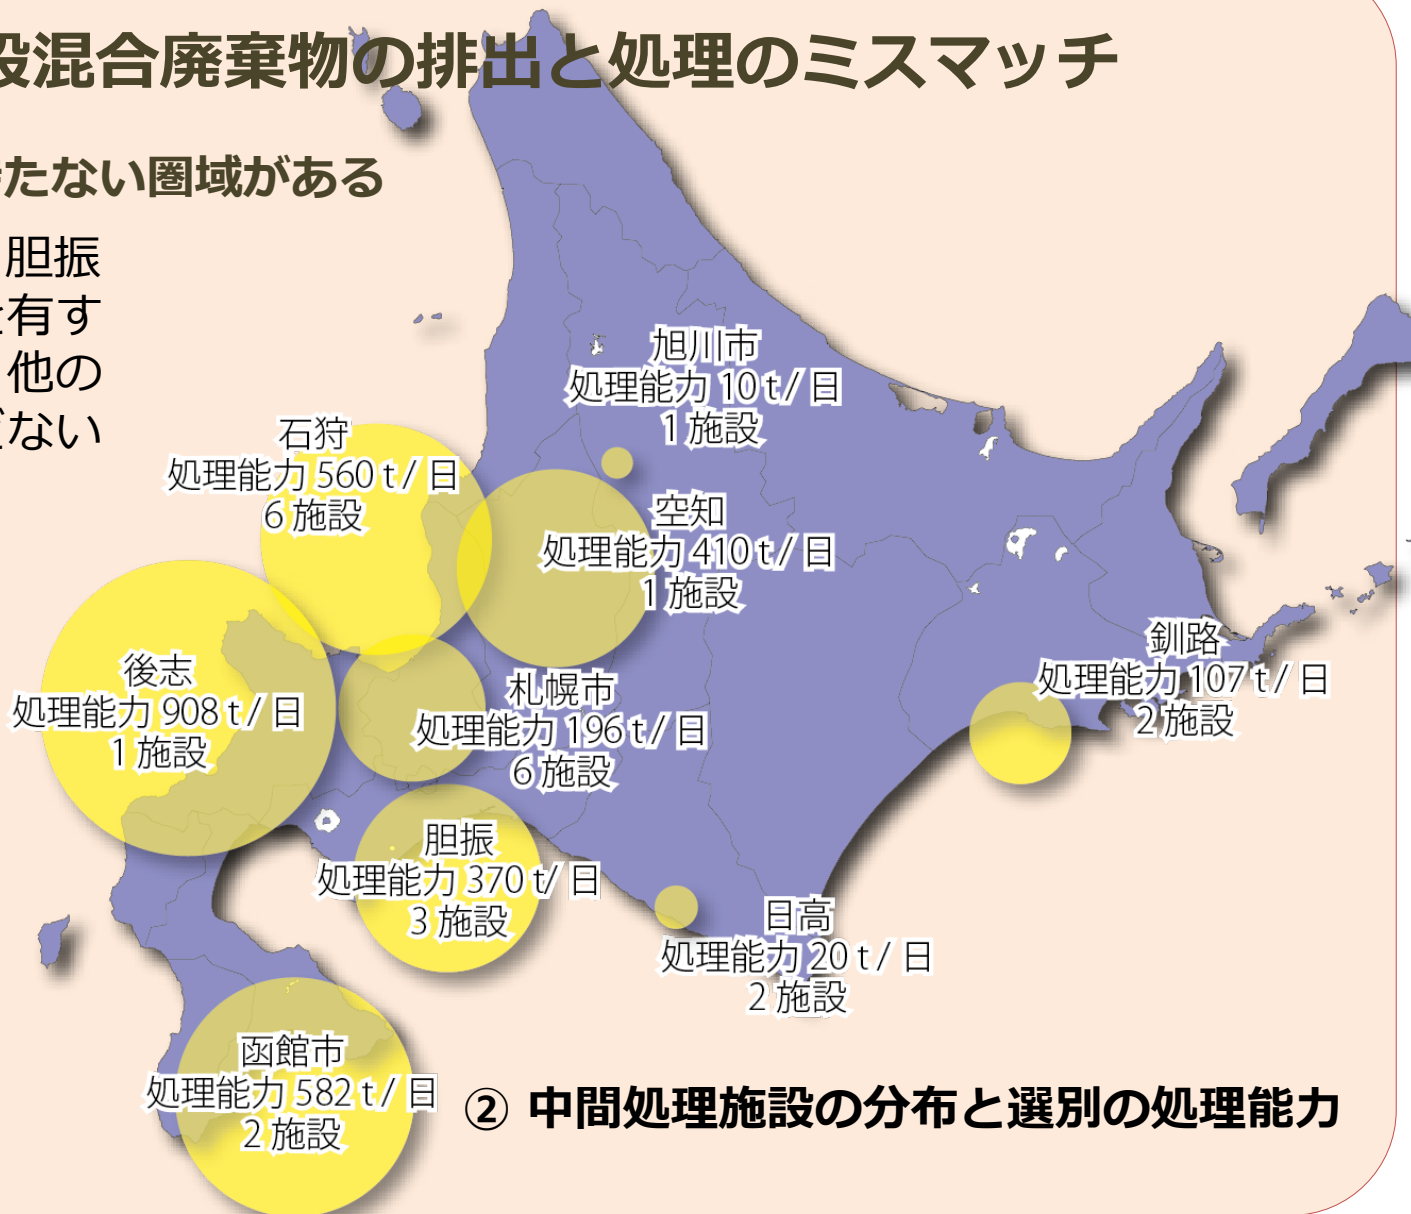 設混合廃棄物の排出と処理のミスマッチ
たない圏域がある
胆振
有す
他の
ない
旭川市
処理能力 10 t / 日
1 施設
石狩
処理能力 560 t / 日
6 施設
空知
処理能力 410 t / 日
1 施設
後志
処理能力 908 t / 日
1 施設
札幌市
処理能力 196 t / 日
6 施設
釧路
処理能力 107 t / 日
2 施設
胆振
処理能力 370 t / 日
3 施設
日高
処理能力 20 t / 日
2 施設
函館市
処理能力 582 t / 日
2 施設
② 中間処理施設の分布と選別の処理能力